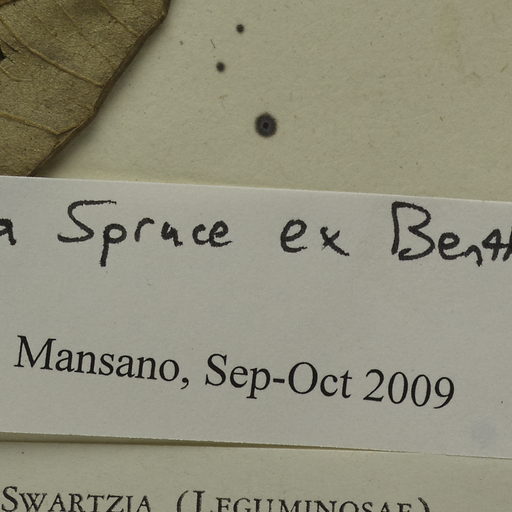 a Spruce ex Benth
Mansano, Sep-Oct 2009
SWARTZIA (LEGUMINOSAE)